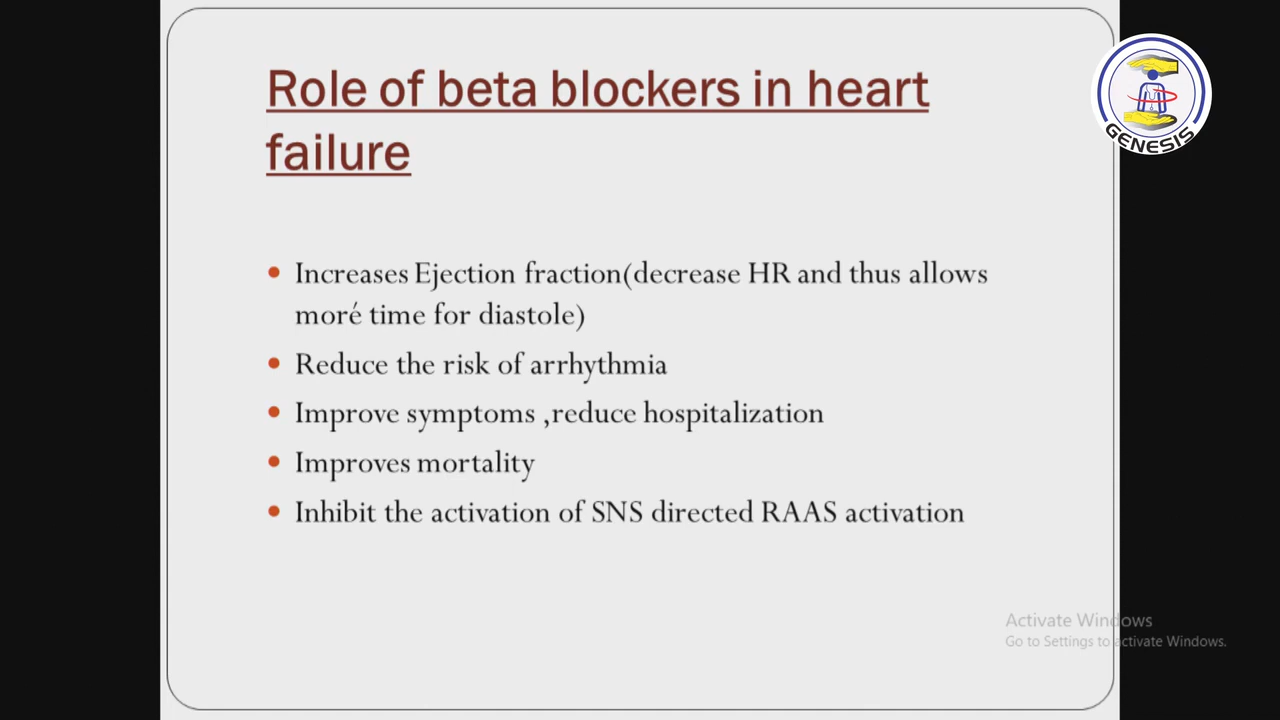 Role of beta blockers in heart
failure
GENESIS
• Increases Ejection fraction(decrease HR and thus allows
moré time for diastole)
• Reduce the risk of arrhythmia
• Improve symptoms ,reduce hospitalization
• Improves mortality
• Inhibit the activation of SNS directed RAAS activation
Activate Windows
Go to Settings to activate Windows.